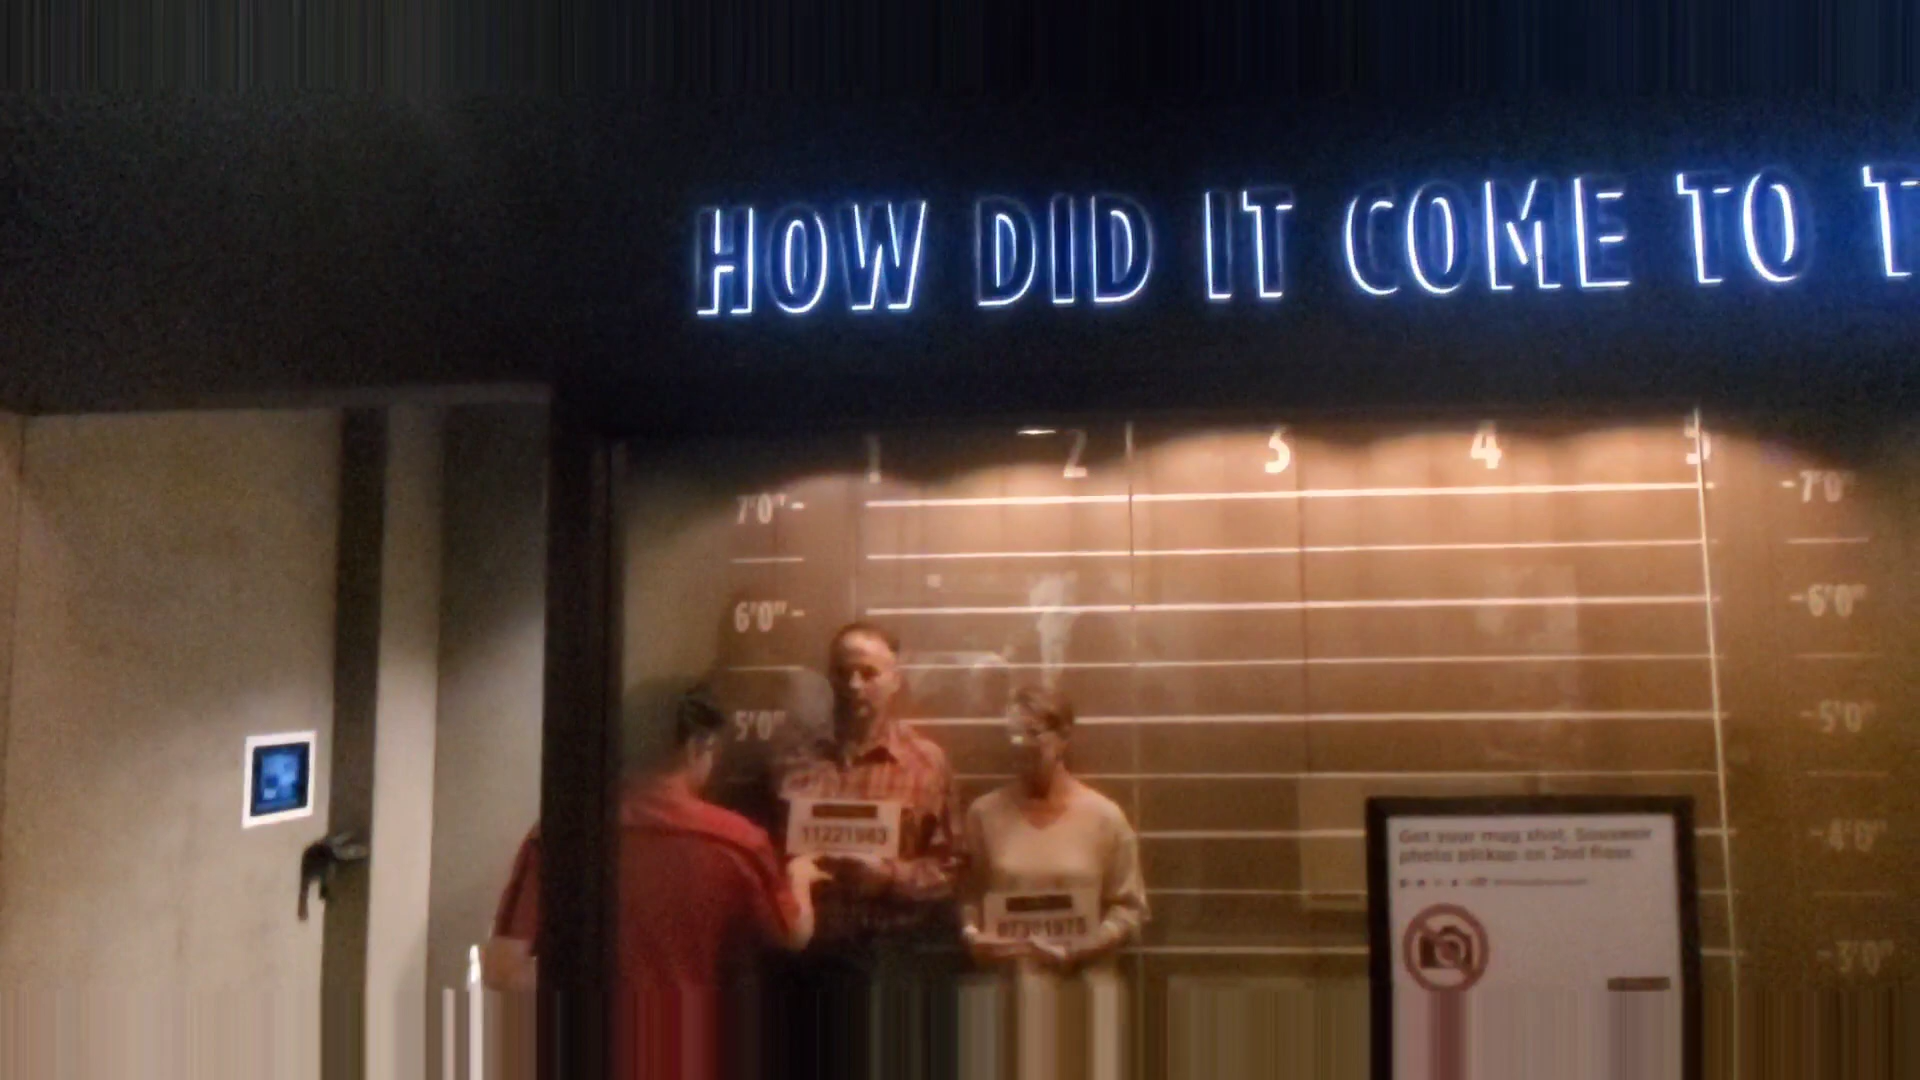 HOW DID IT COME TO T
1 2 3 4 5
7'0" - - 7'0"
6'0" - - 6'0"
5'0" - 5'0"
- 4'0"
- 3'0"
11221963
07301975
Get your mug shot. Souvenir
photo pickup on 2nd floor.